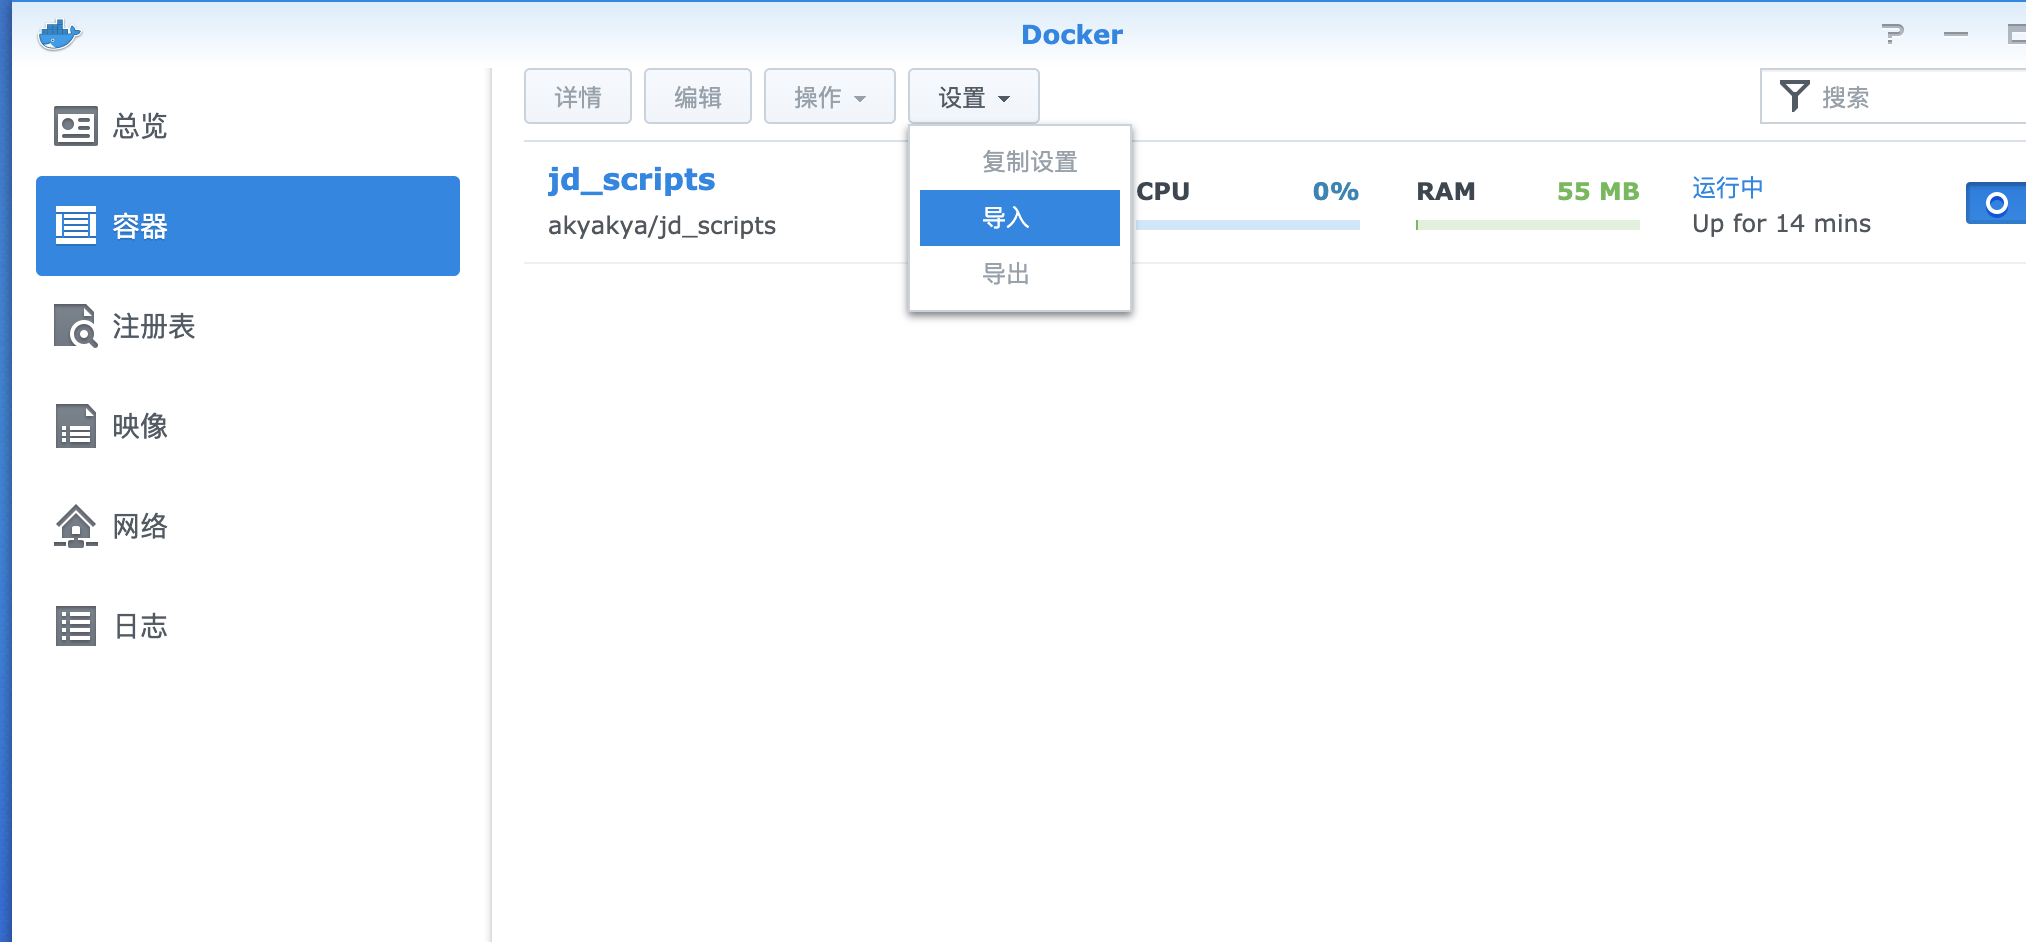 Docker
详情
编辑
操作
设置
搜索
总览
容器
注册表
映像
网络
日志
复制设置
导入
导出
jd_scripts
akyakya/jd_scripts
CPU 0%
RAM 55 MB
运行中
Up for 14 mins